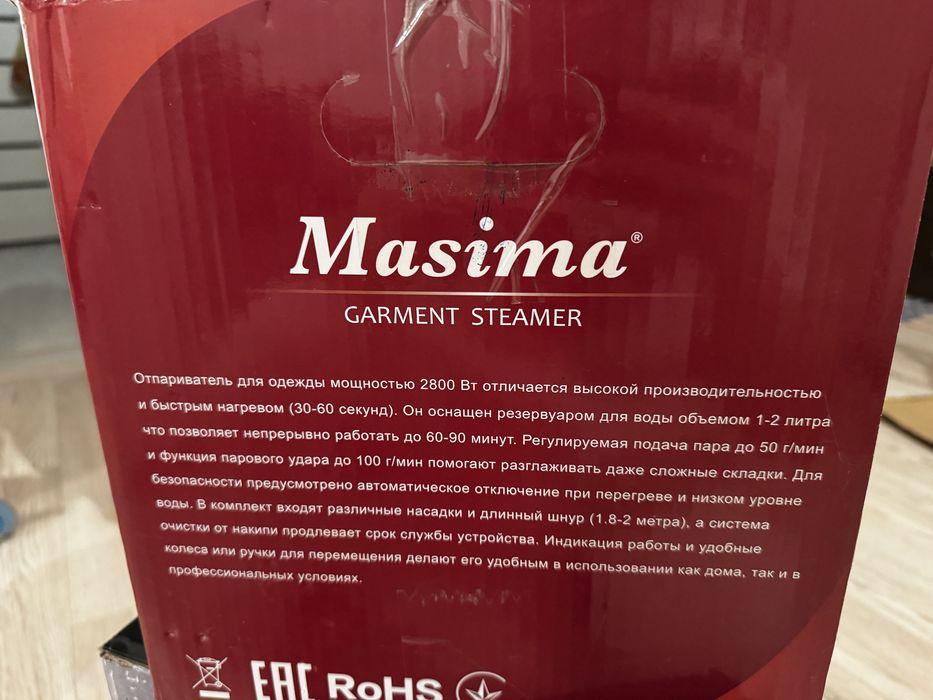 Masima®
GARMENT STEAMER
Отпариватель для одежды мощностью 2800 Вт отличается высокой производительностью
и быстрым нагревом (30-60 секунд). Он оснащен резервуаром для воды объемом 1-2 литра
что позволяет непрерывно работать до 60-90 минут. Регулируемая подача пара до 50 г/мин
и функция парового удара до 100 г/мин помогают разглаживать даже сложные складки. Для
безопасности предусмотрено автоматическое отключение при перегреве и низком уровне
воды. В комплект входят различные насадки и длинный шнур (1.8-2 метра), а система
очистки от накипи продлевает срок службы устройства. Индикация работы и удобные
колеса или ручки для перемещения делают его удобным в использовании как дома, так и в
профессиональных условиях.
EAC RoHS